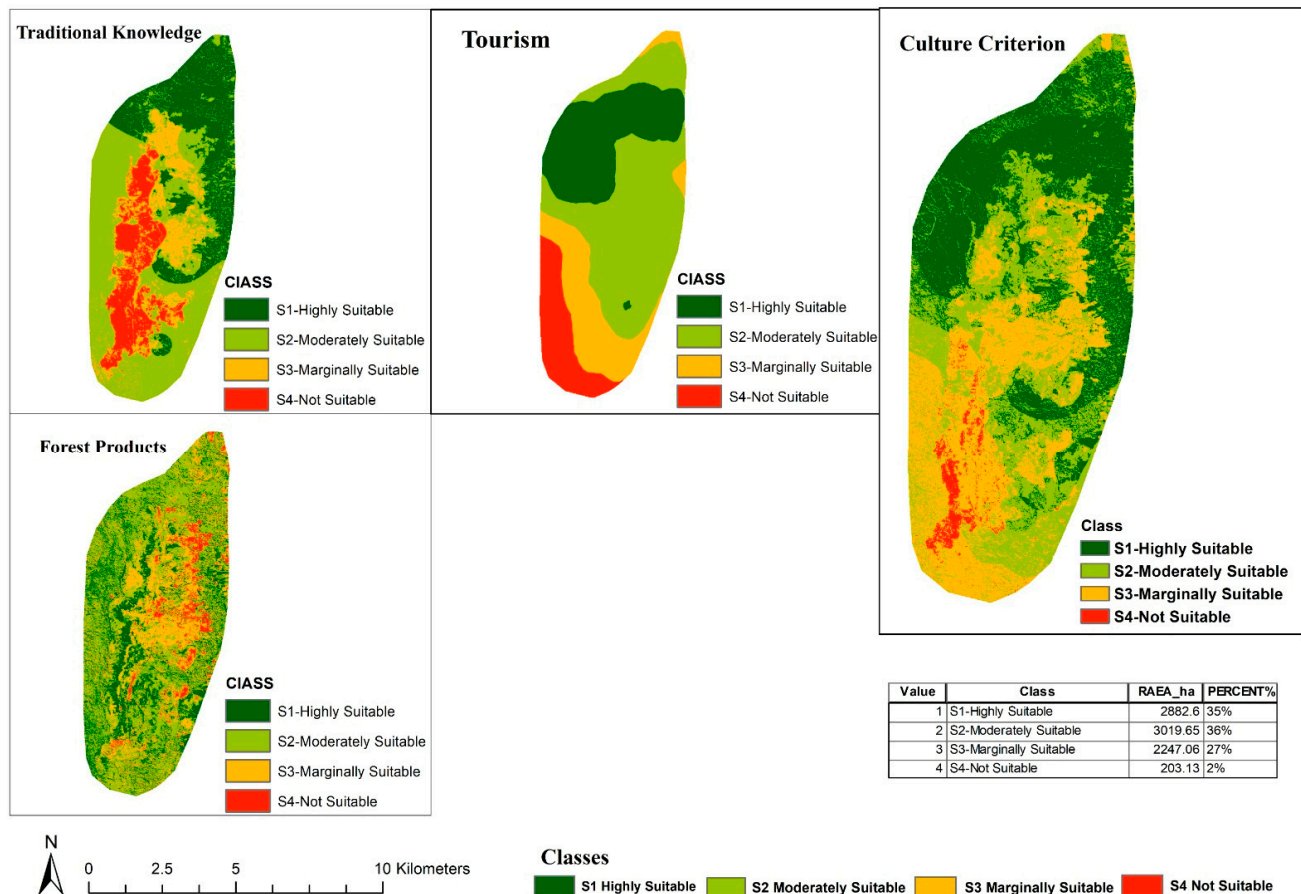 Traditional Knowledge
CIASS
S1-Highly Suitable
S2-Moderately Suitable
S3-Marginally Suitable
S4-Not Suitable
Tourism
CIASS
S1-Highly Suitable
S2-Moderately Suitable
S3-Marginally Suitable
S4-Not Suitable
Culture Criterion
Class
S1-Highly Suitable
S2-Moderately Suitable
S3-Marginally Suitable
S4-Not Suitable
Forest Products
CIASS
S1-Highly Suitable
S2-Moderately Suitable
S3-Marginally Suitable
S4-Not Suitable
Value Class RAEA_ha PERCENT%
1 S1-Highly Suitable 2882.6 35%
2 S2-Moderately Suitable 3019.65 36%
3 S3-Marginally Suitable 2247.06 27%
4 S4-Not Suitable 203.13 2%
N
0 2.5 5 10 Kilometers
Classes
S1 Highly Suitable S2 Moderately Suitable S3 Marginally Suitable S4 Not Suitable